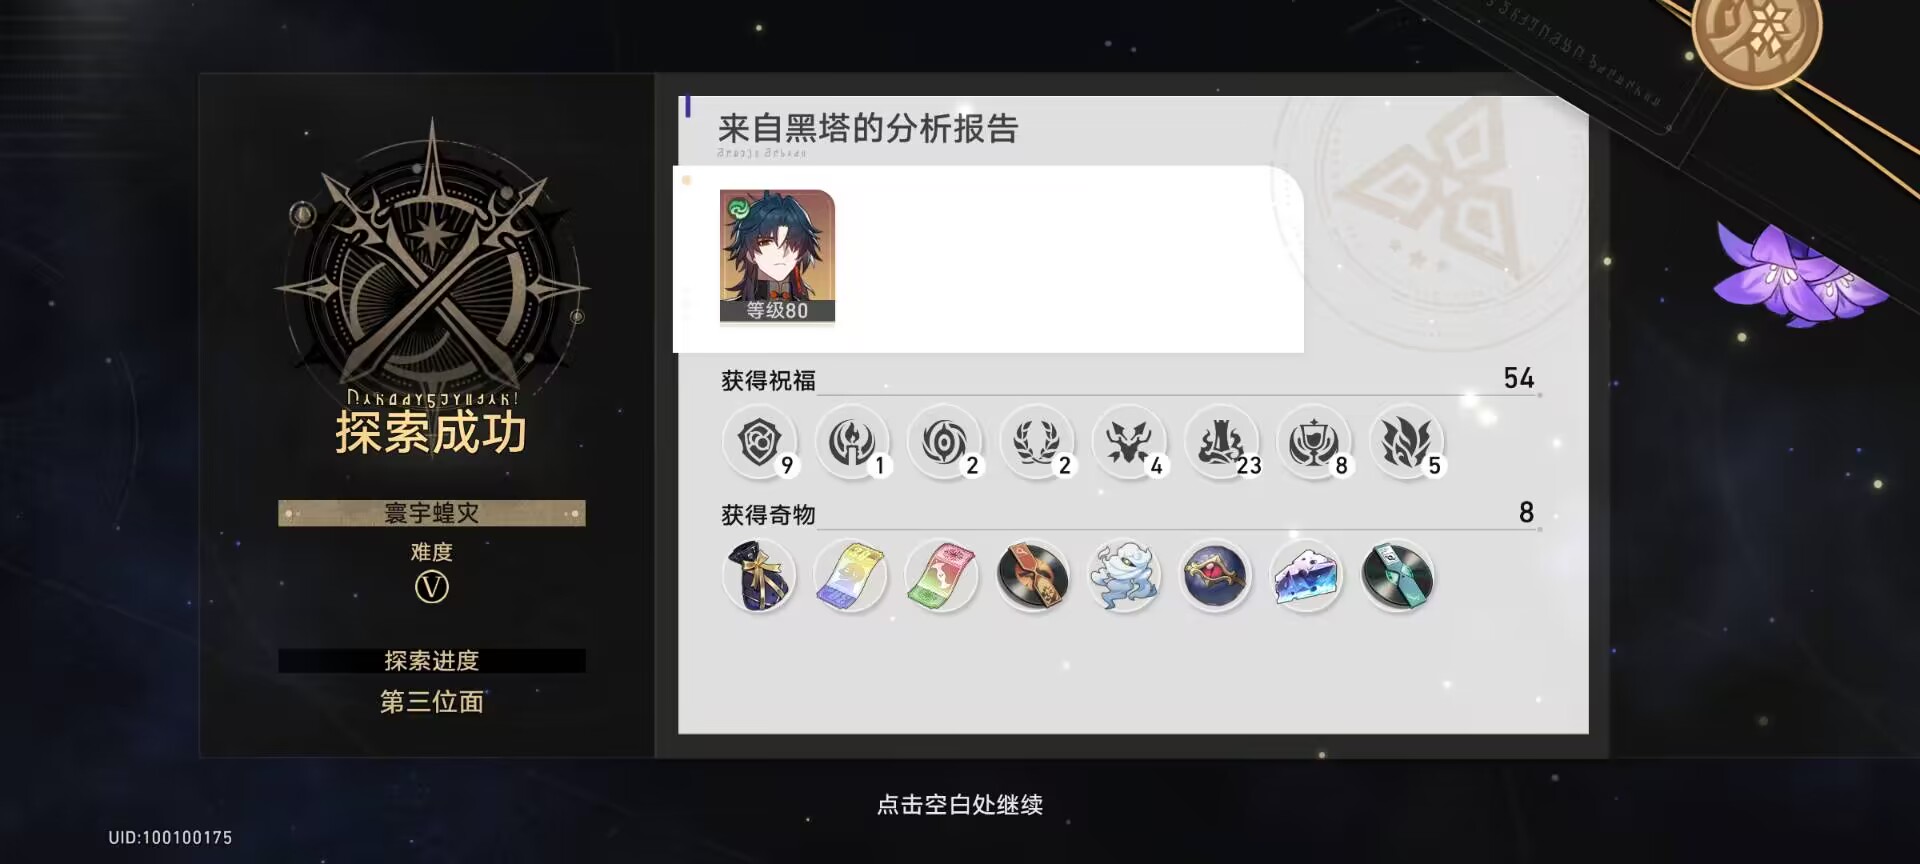 来自黑塔的分析报告
等级80
获得祝福 54
9 1 2 2 4 23 8 5
获得奇物 8
探索成功
寰宇蝗灾
难度
V
探索进度
第三位面
点击空白处继续
UID:100100175